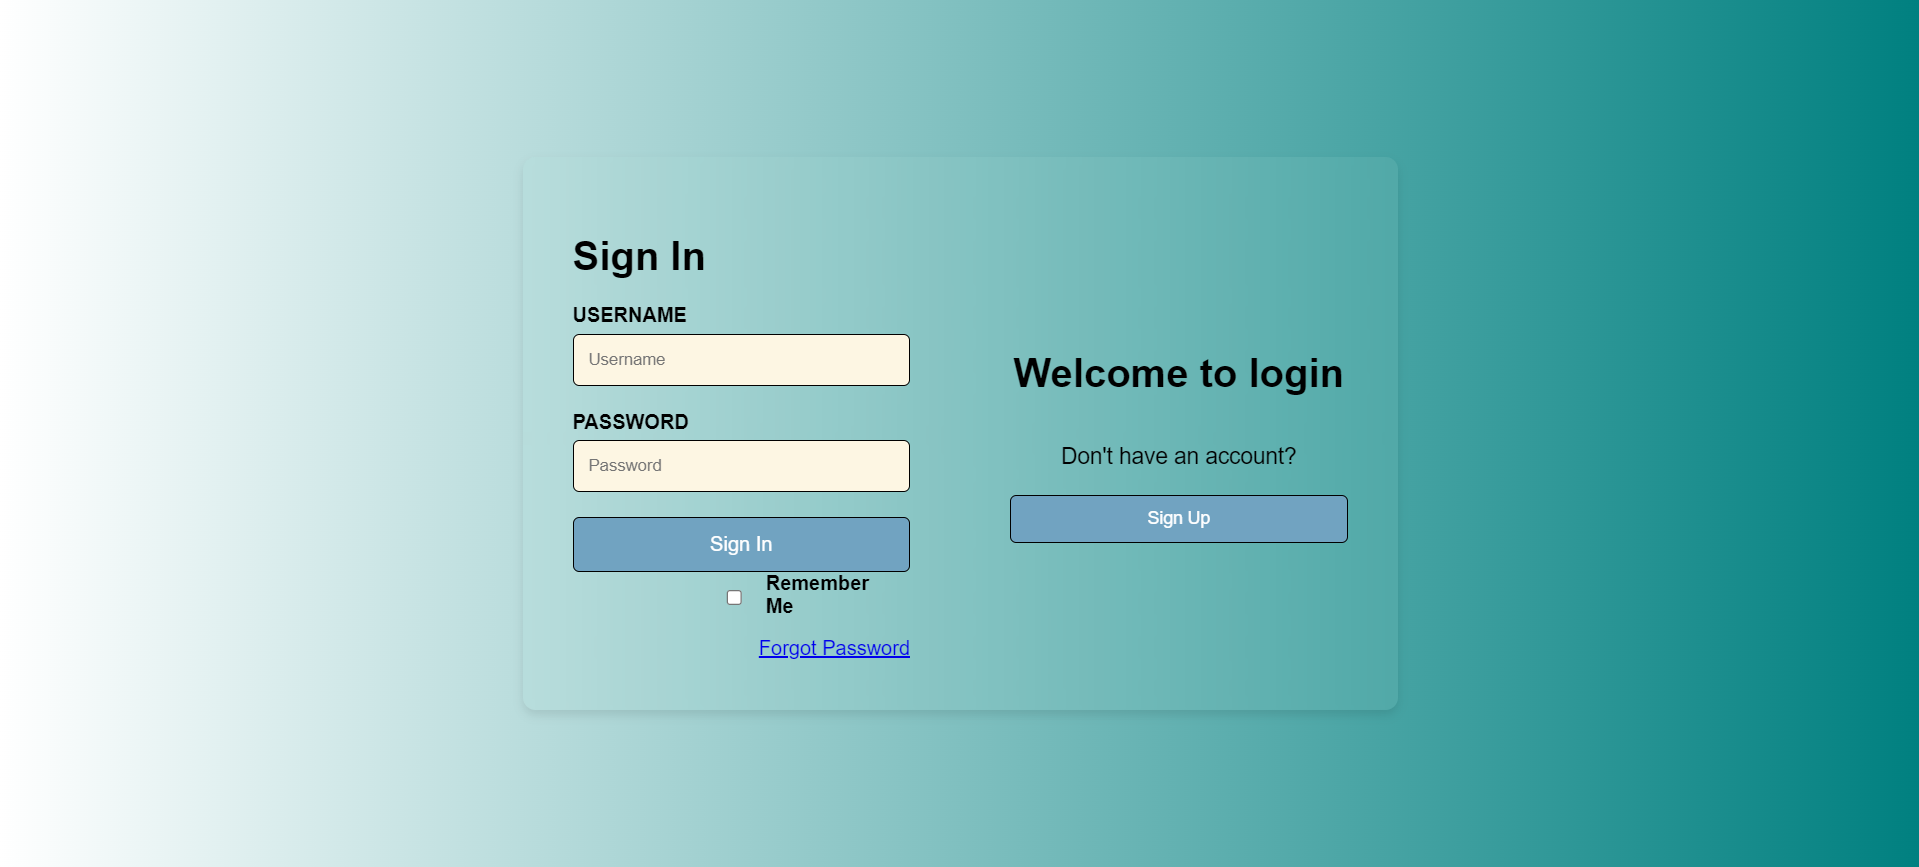 Sign In
USERNAME
Username
PASSWORD
Password
Sign In
Remember
Me
Forgot Password
Welcome to login
Don't have an account?
Sign Up